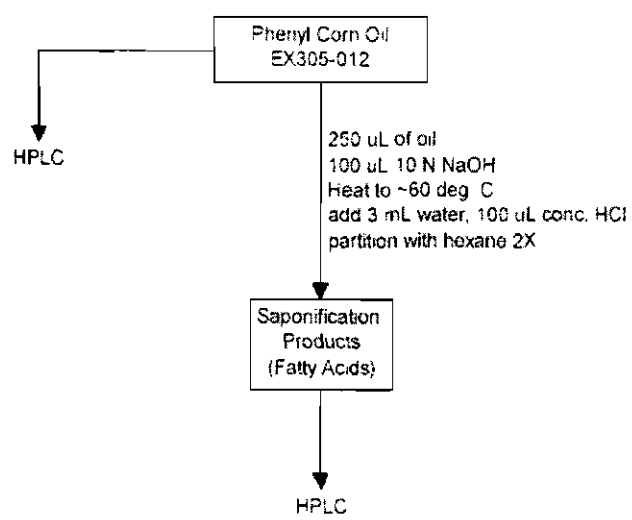 Phenyl Corn Oil
EX305-012
HPLC
250 uL of oil
100 uL 10 N NaOH
Heat to ~60 deg C
add 3 mL water, 100 uL conc. HCl
partition with hexane 2X
Saponification
Products
(Fatty Acids)
HPLC